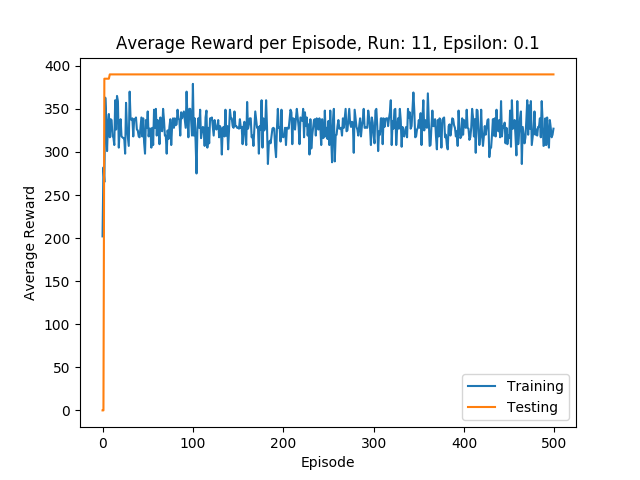 Average Reward per Episode, Run: 11, Epsilon: 0.1
400
350
300
250
200
150
100
50
0
Average Reward
0 100 200 300 400 500
Episode
Training
Testing